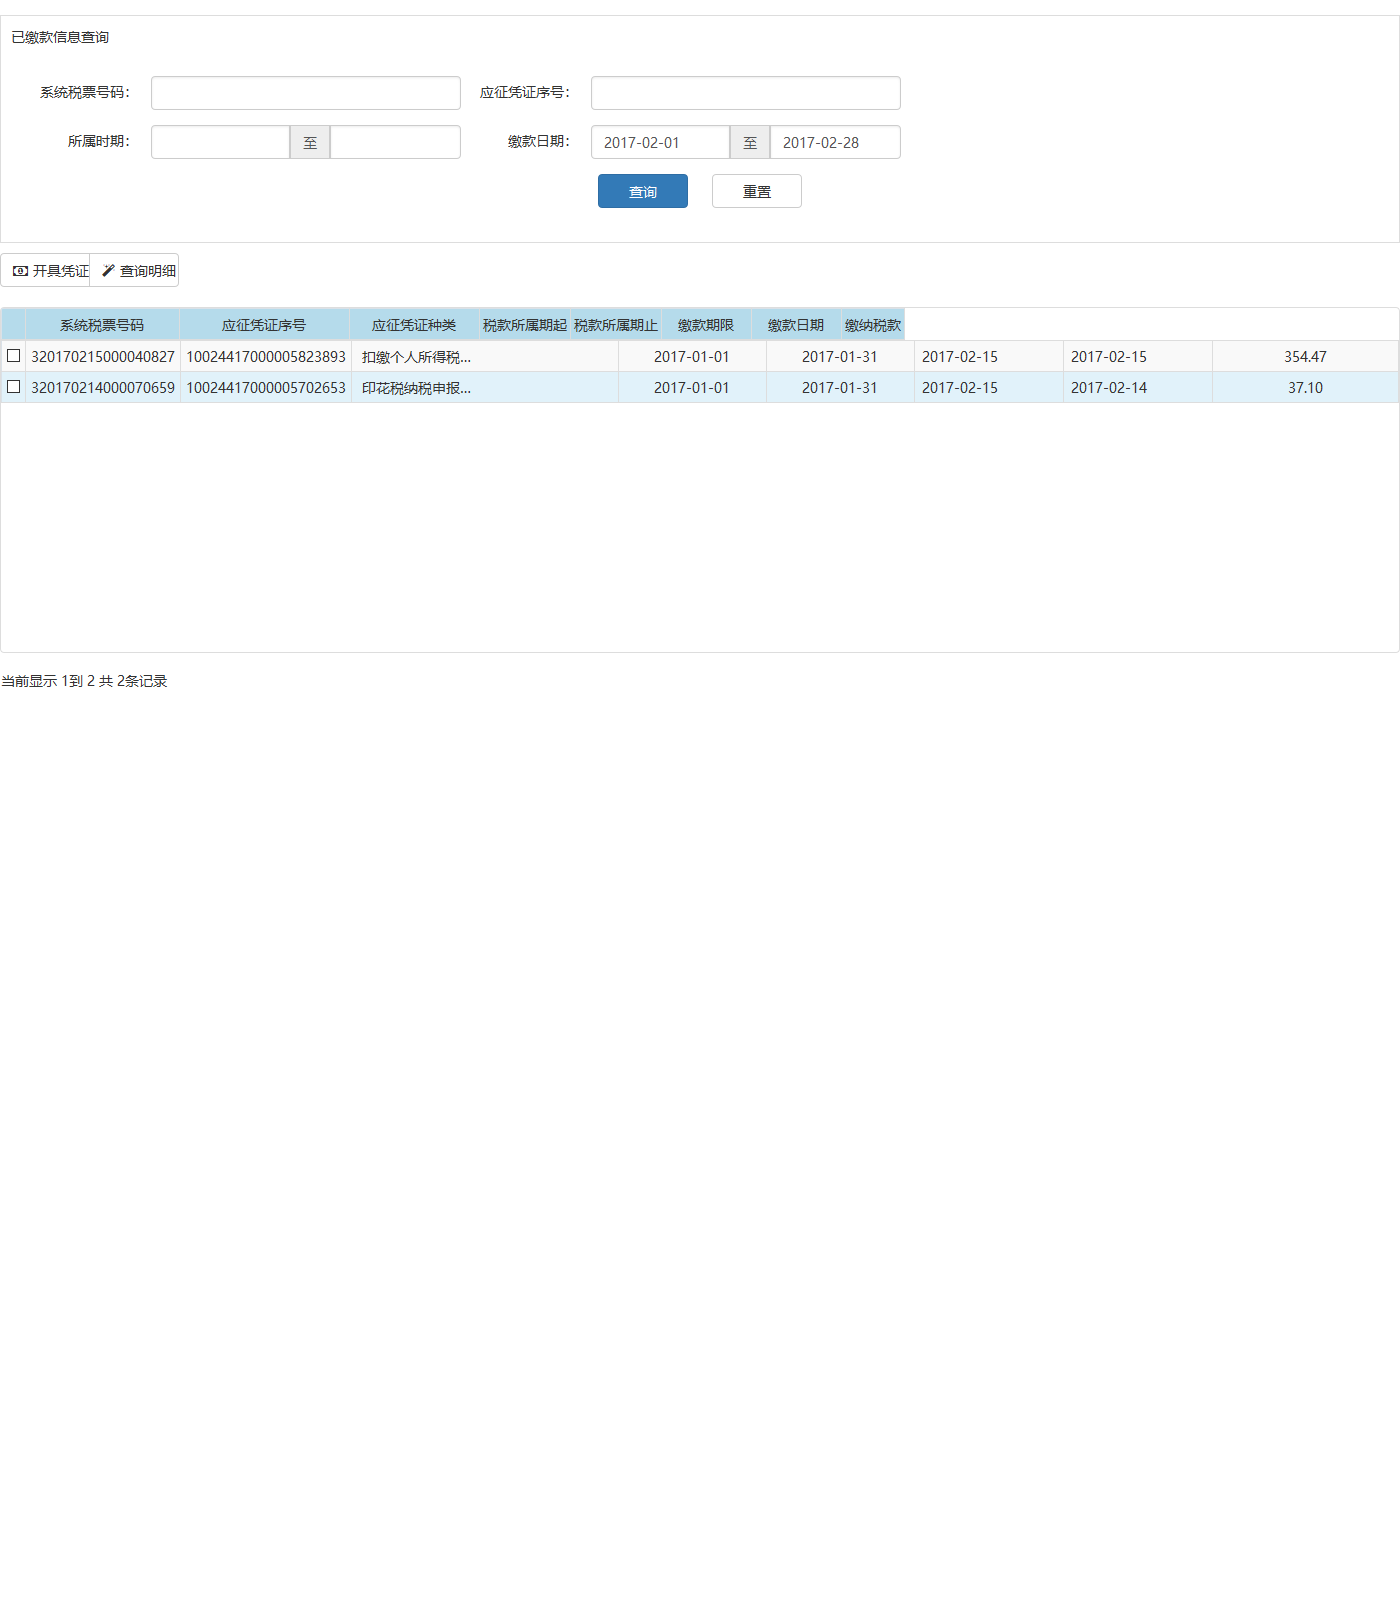 已缴款信息查询
系统税票号码： 应征凭证序号：
所属时期： 至 缴款日期： 2017-02-01 至 2017-02-28
查询 重置
开具凭证 查询明细
系统税票号码 应征凭证序号 应征凭证种类 税款所属期起 税款所属期止 缴款期限 缴款日期 缴纳税款
320170215000040827 10024417000005823893 扣缴个人所得税... 2017-01-01 2017-01-31 2017-02-15 2017-02-15 354.47
320170214000070659 10024417000005702653 印花税纳税申报... 2017-01-01 2017-01-31 2017-02-15 2017-02-14 37.10
当前显示 1到 2 共 2条记录